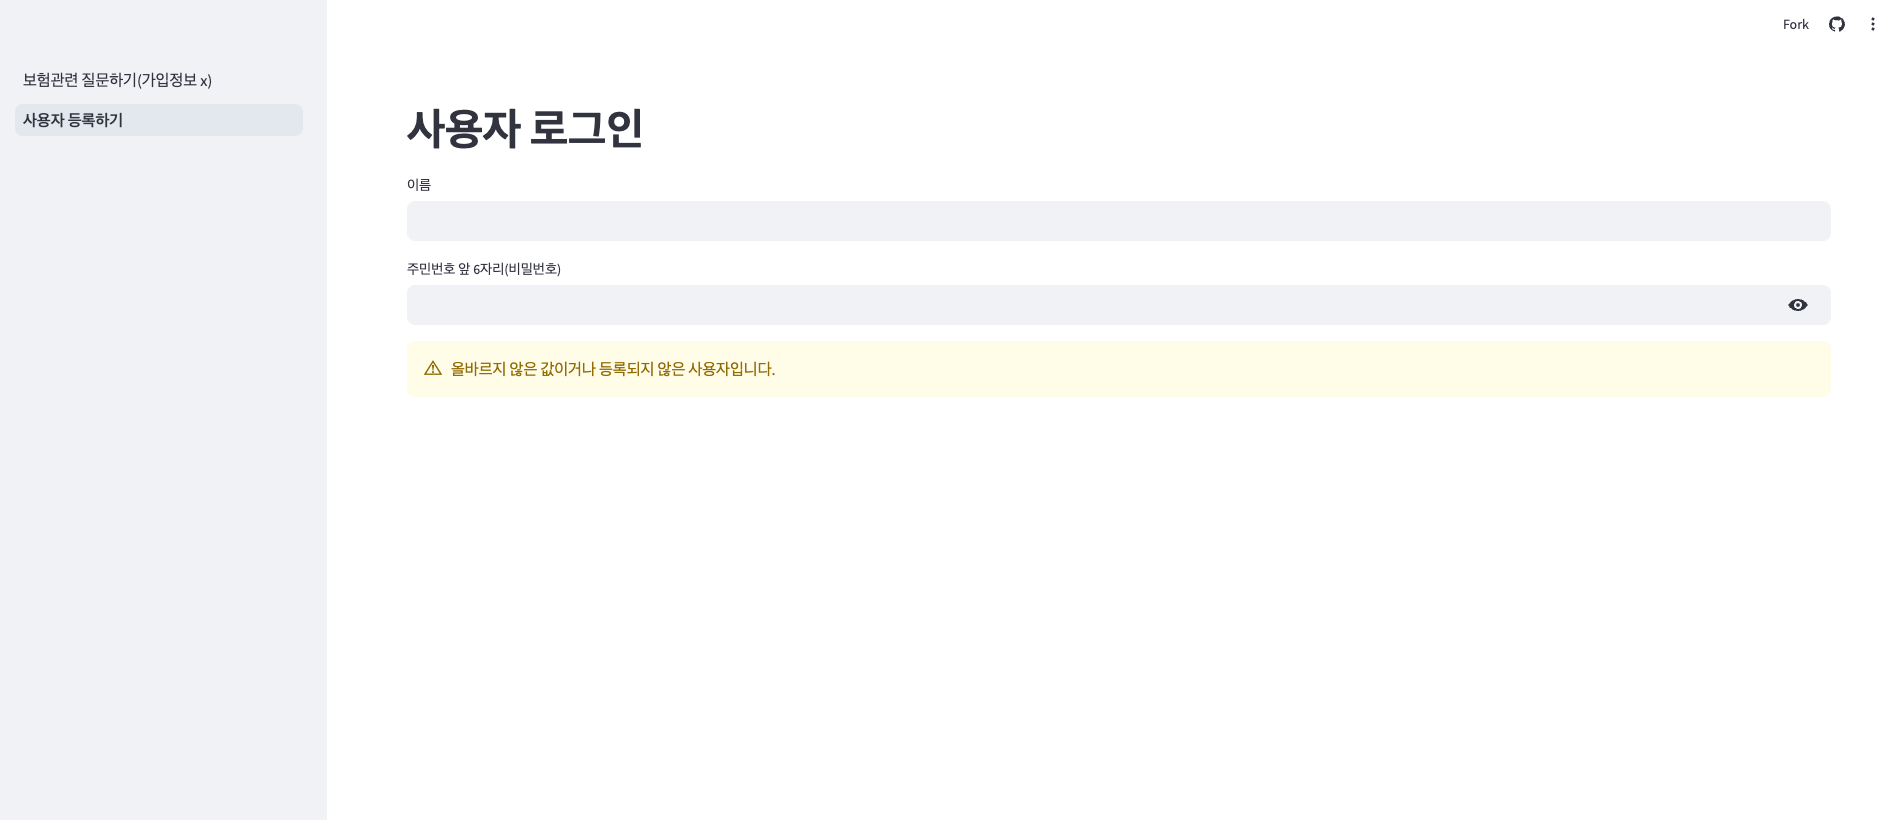 Fork
보험관련 질문하기(가입정보 x)
사용자 등록하기
사용자 로그인
이름
주민번호 앞 6자리(비밀번호)
올바르지 않은 값이거나 등록되지 않은 사용자입니다.